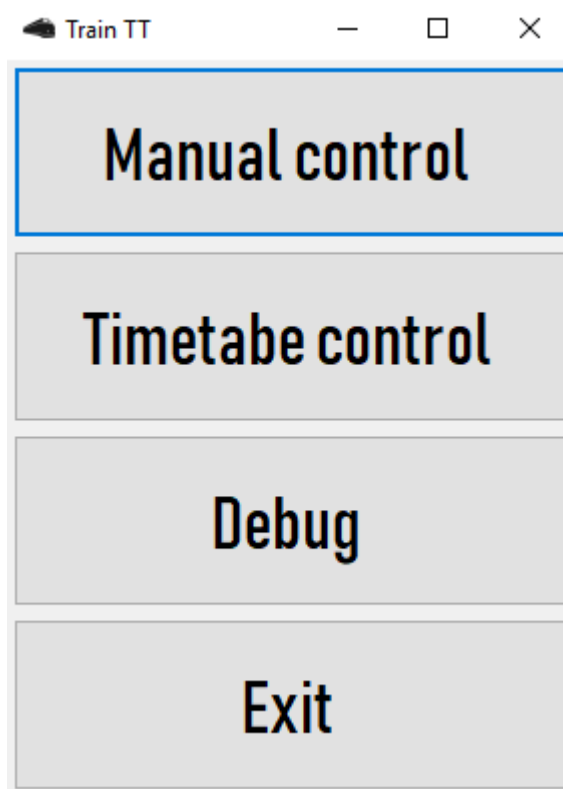 Train TT
Manual control
Timetabe control
Debug
Exit